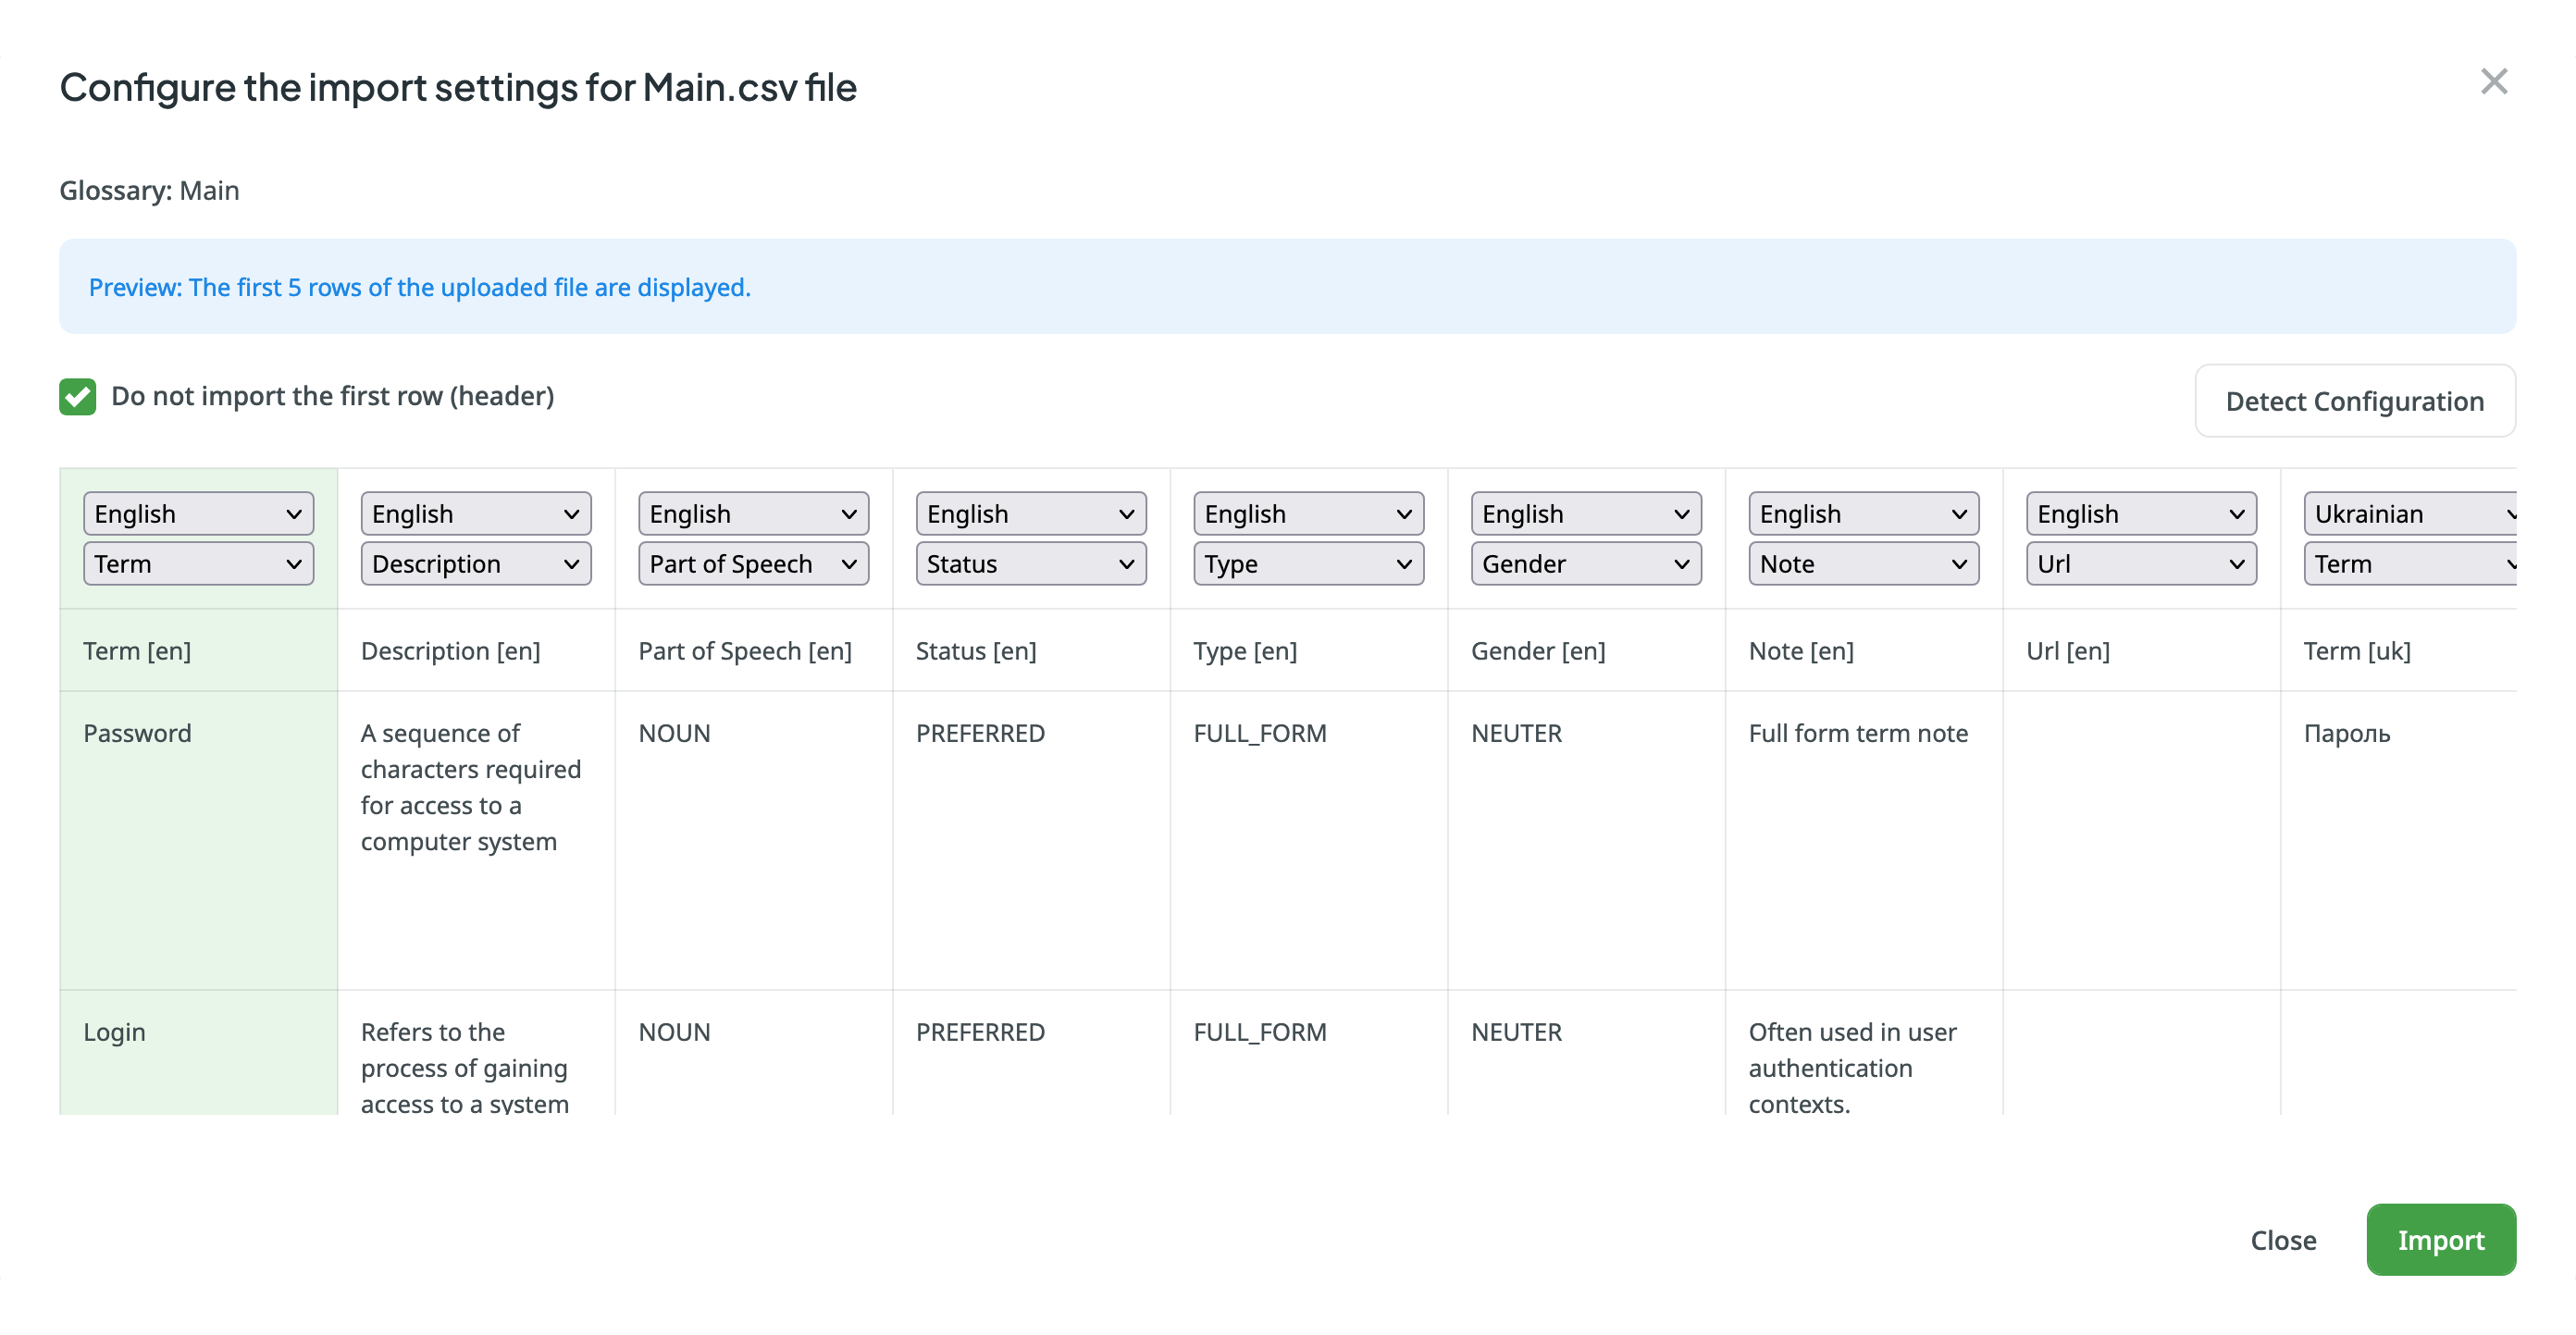 Configure the import settings for Main.csv file
Glossary: Main
Preview: The first 5 rows of the uploaded file are displayed.
Do not import the first row (header)
Detect Configuration
English English English English English English English English Ukrainian
Term Description Part of Speech Status Type Gender Note Url Term
Term [en] Description [en] Part of Speech [en] Status [en] Type [en] Gender [en] Note [en] Url [en] Term [uk]
Password A sequence of NOUN PREFERRED FULL_FORM NEUTER Full form term note Пароль
characters required
for access to a
computer system
Login Refers to the NOUN PREFERRED FULL_FORM NEUTER Often used in user
process of gaining authentication
access to a system contexts.
Close Import